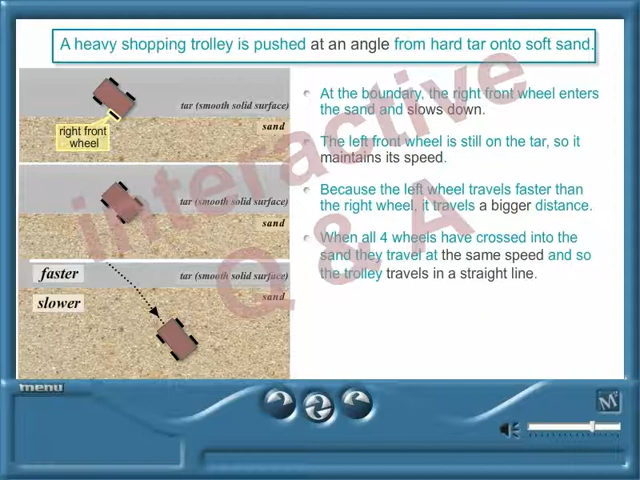 A heavy shopping trolley is pushed at an angle from hard tar onto soft sand.
tar (smooth solid surface)
sand
right front
wheel
tar (smooth solid surface)
sand
faster
tar (smooth solid surface)
slower
sand
At the boundary, the right front wheel enters
the sand and slows down.
The left front wheel is still on the tar, so it
maintains its speed.
Because the left wheel travels faster than
the right wheel, it travels a bigger distance.
When all 4 wheels have crossed into the
sand they travel at the same speed and so
the trolley travels in a straight line.
interactive
Q & A
menu
M